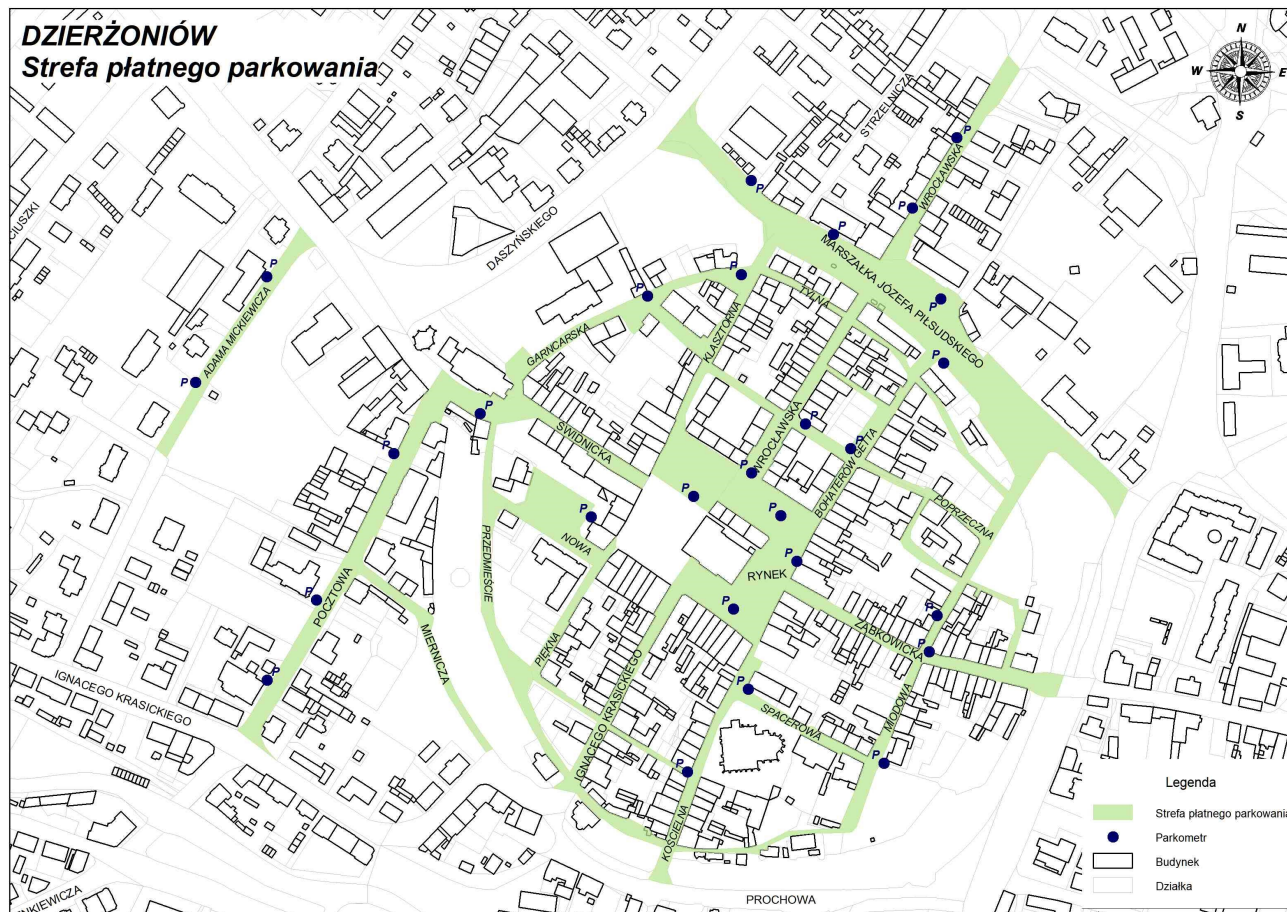 DZIERŻONIÓW
Strefa płatnego parkowania
N
W
E
S
STRZELNICZA
WROCŁAWSKA
P
P
P
P
MARSZAŁKA JÓZEFA PIŁSUDSKIEGO
DASZYŃSKIEGO
P
ADAMA MICKIEWICZA
P
P
P
TYLNA
P
GARNCARSKA
KLASZTORNA
P
P
P
ŚWIDNICKA
WROCŁAWSKA
P
P
BOHATERÓW GETTA
P
P
P
P
POPRZECZNA
NOWA
P
PRZEDMIEŚCIE
RYNEK
P
POCZTOWA
P
P
P
ZĄBKOWICKA
MIERNICZA
PIĘKNA
P
IGNACEGO KRASICKIEGO
P
IGNACEGO KRASICKIEGO
P
SPACEROWA
MIODOWA
P
P
KOŚCIELNA
PROCHOWA
Legenda
Strefa płatnego parkowania
Parkometr
Budynek
Działka